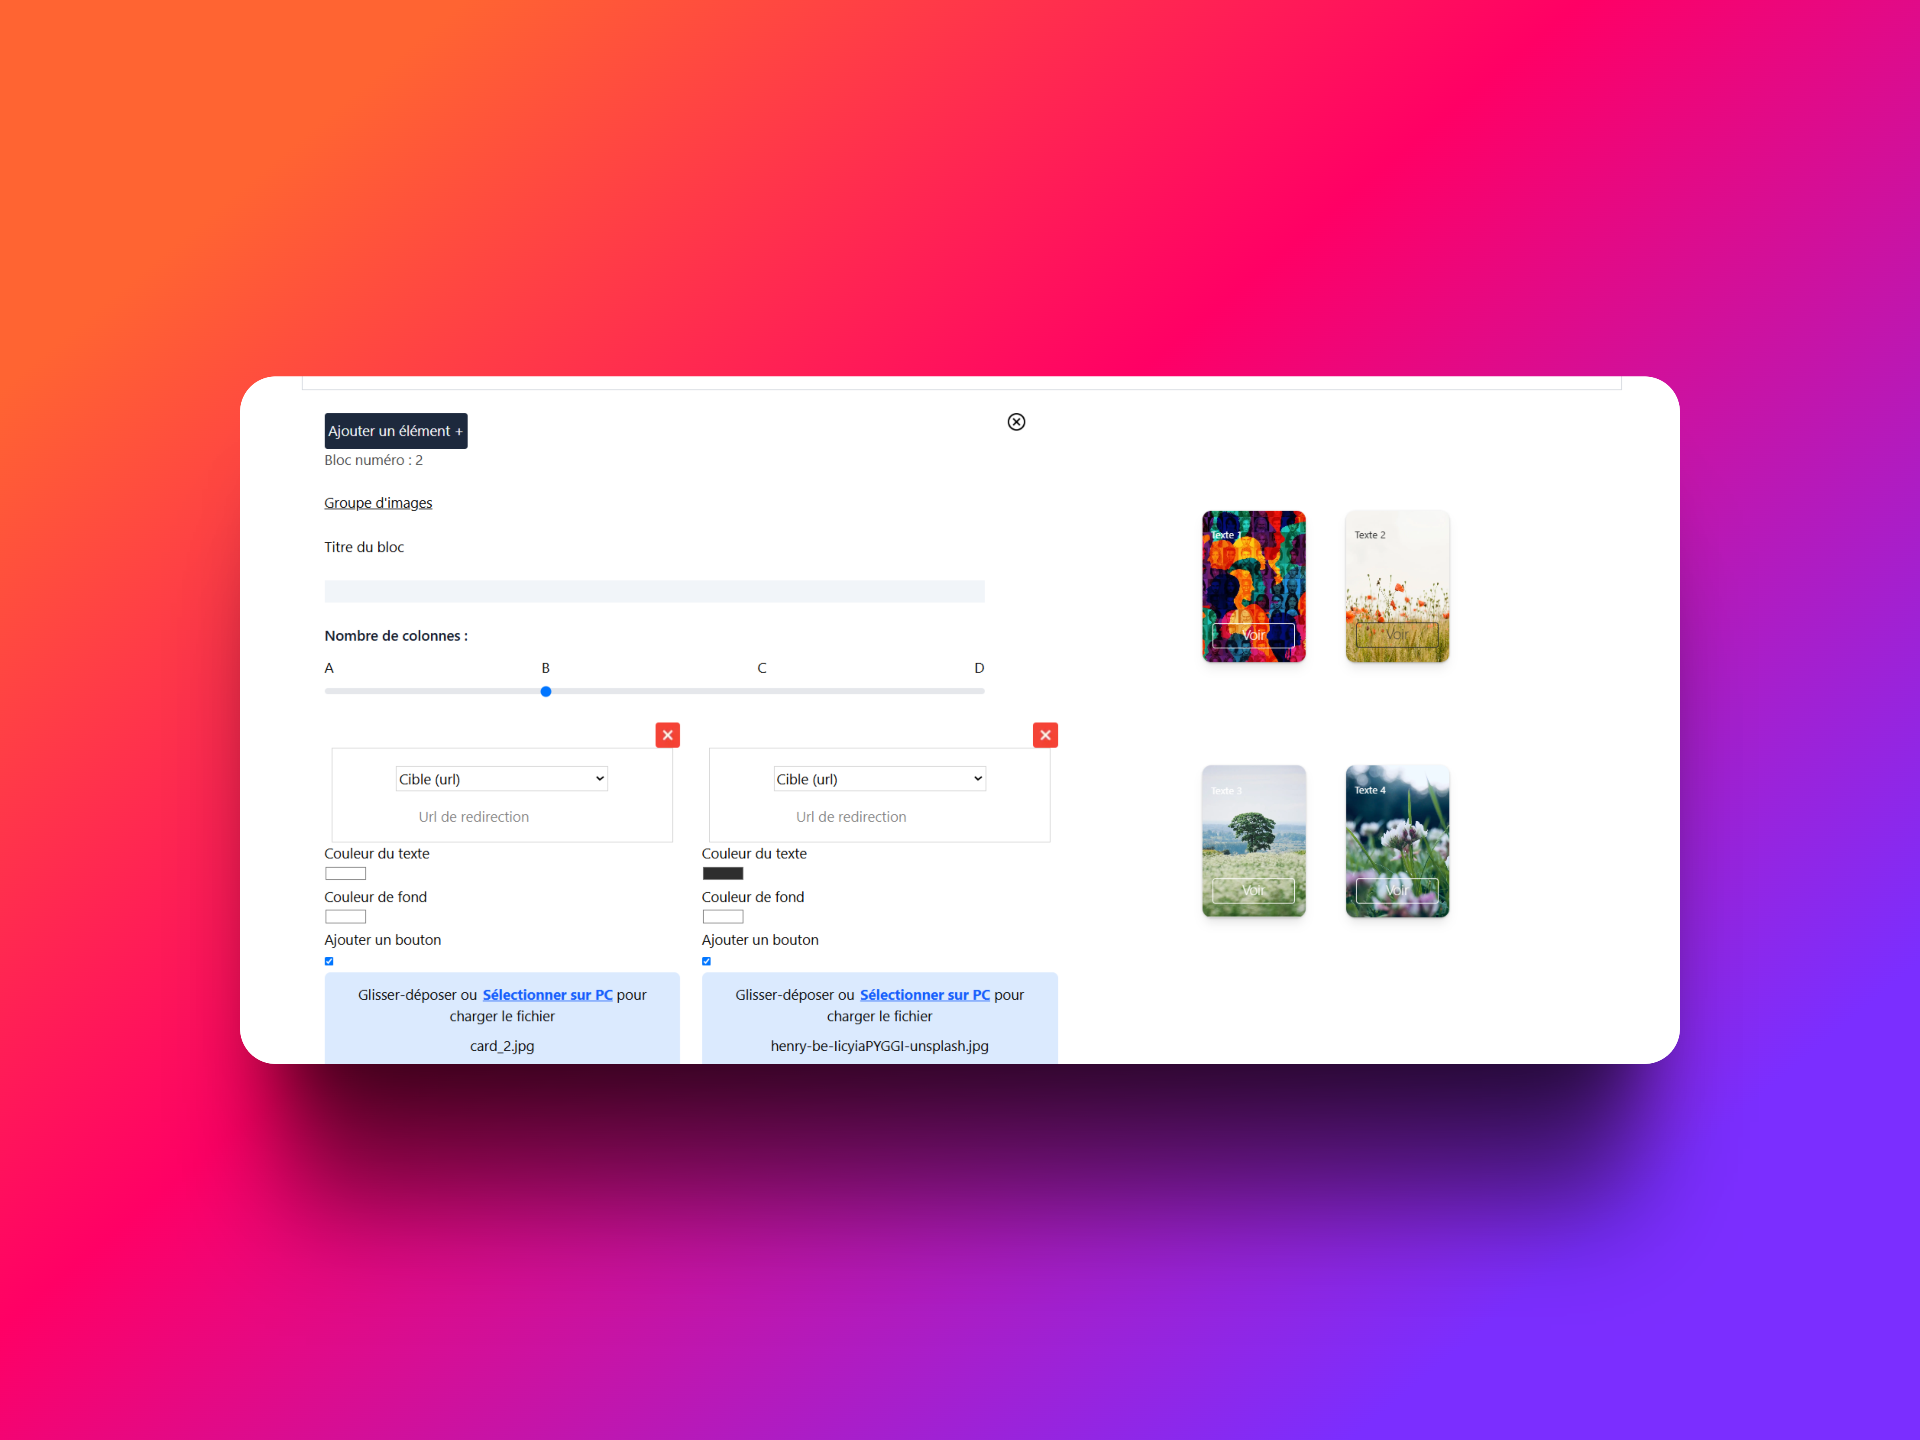 Ajouter un élément +
Bloc numéro : 2
Groupe d'images
Titre du bloc
Nombre de colonnes :
A B C D
Cible (url)
Url de redirection
Couleur du texte
Couleur de fond
Ajouter un bouton
Glisser-déposer ou Sélectionner sur PC pour
charger le fichier
card_2.jpg
Cible (url)
Url de redirection
Couleur du texte
Couleur de fond
Ajouter un bouton
Glisser-déposer ou Sélectionner sur PC pour
charger le fichier
henry-be-IicyiaPYGGI-unsplash.jpg
Texte 1
Voir
Texte 2
Voir
Texte 3
Voir
Texte 4
Voir